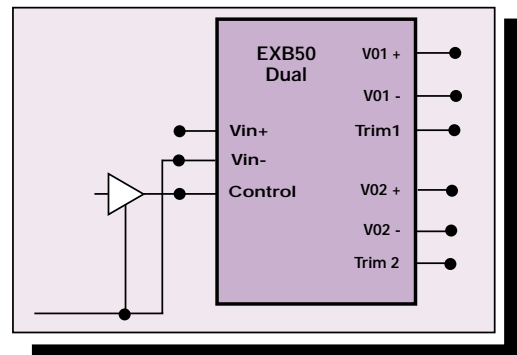 EXB50
Dual
Vin+
Vin-
Control
V01 +
V01 -
Trim1
V02 +
V02 -
Trim 2